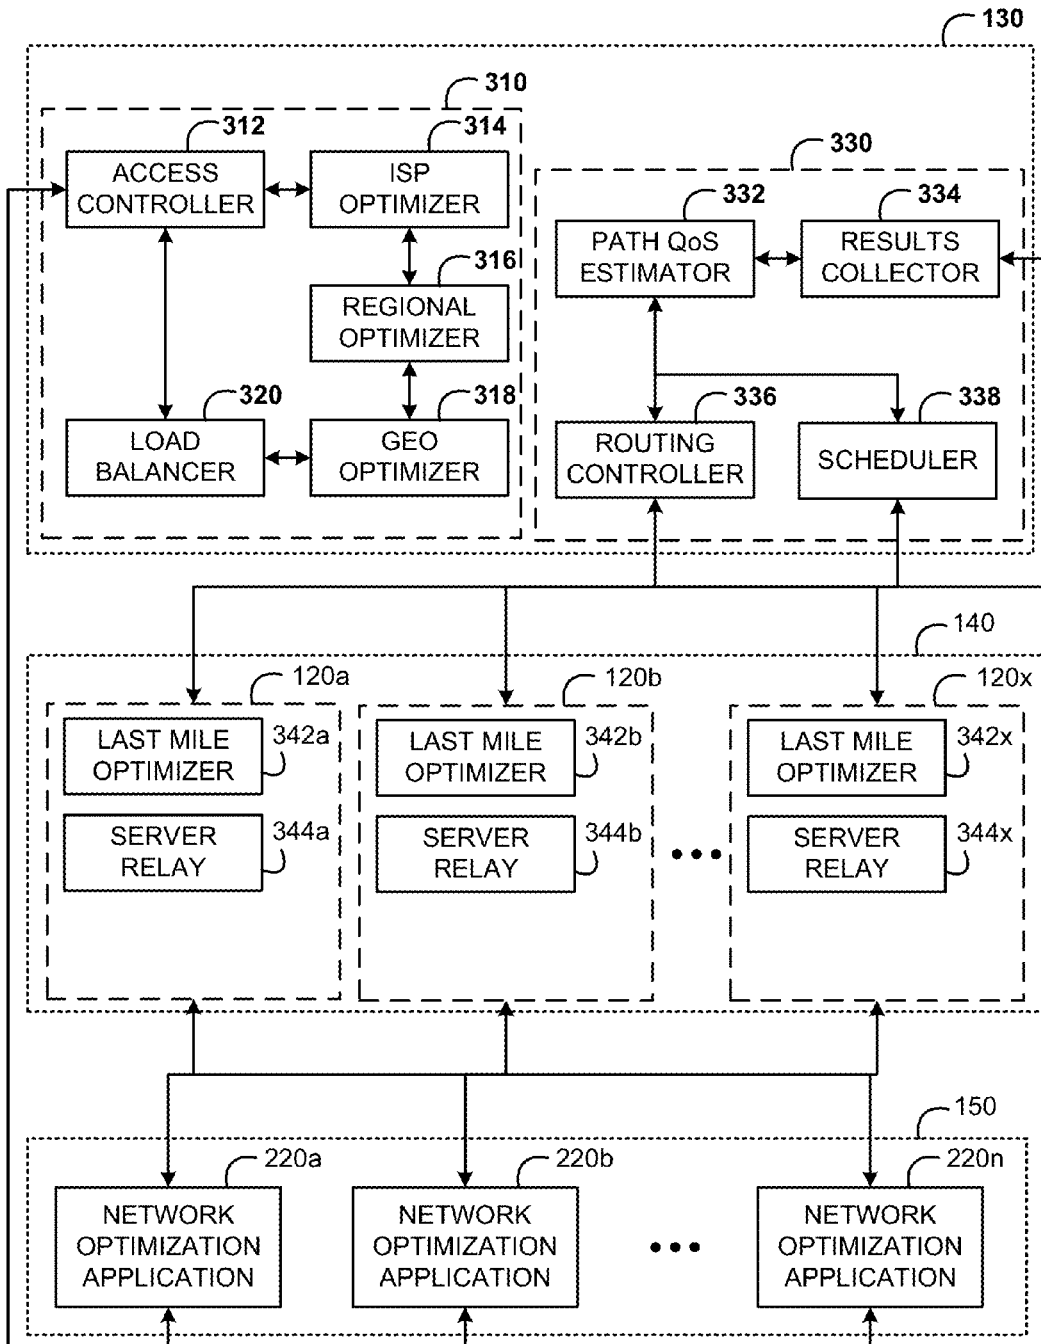 130
310
312
314
ACCESS
CONTROLLER
ISP
OPTIMIZER
316
REGIONAL
OPTIMIZER
320
318
LOAD
BALANCER
GEO
OPTIMIZER
330
332
334
PATH QoS
ESTIMATOR
RESULTS
COLLECTOR
336
338
ROUTING
CONTROLLER
SCHEDULER
140
120a
120b
120x
LAST MILE
OPTIMIZER
342a
LAST MILE
OPTIMIZER
342b
LAST MILE
OPTIMIZER
342x
SERVER
RELAY
344a
SERVER
RELAY
344b
SERVER
RELAY
344x
150
220a
220b
220n
NETWORK
OPTIMIZATION
APPLICATION
NETWORK
OPTIMIZATION
APPLICATION
NETWORK
OPTIMIZATION
APPLICATION